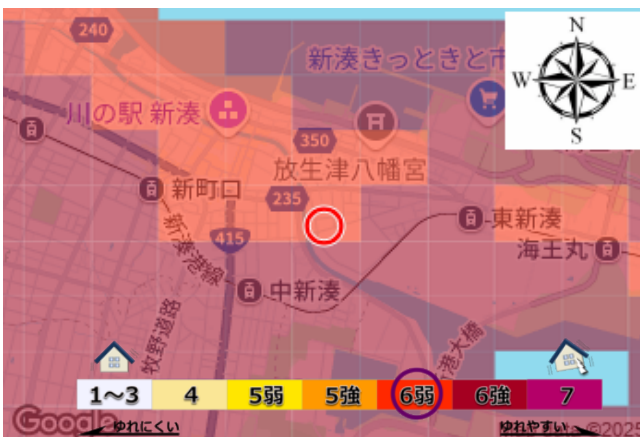 240
新湊きっときと市
N
W E
S
川の駅 新湊
350
放生津八幡宮
新町口
235
415
東新湊
海王丸
新湊港線
中新湊
牧野道路
港大橋
1～3 4 5弱 5強 6弱 6強 7
Google
ゆれにくい
ゆれやすい
©2025